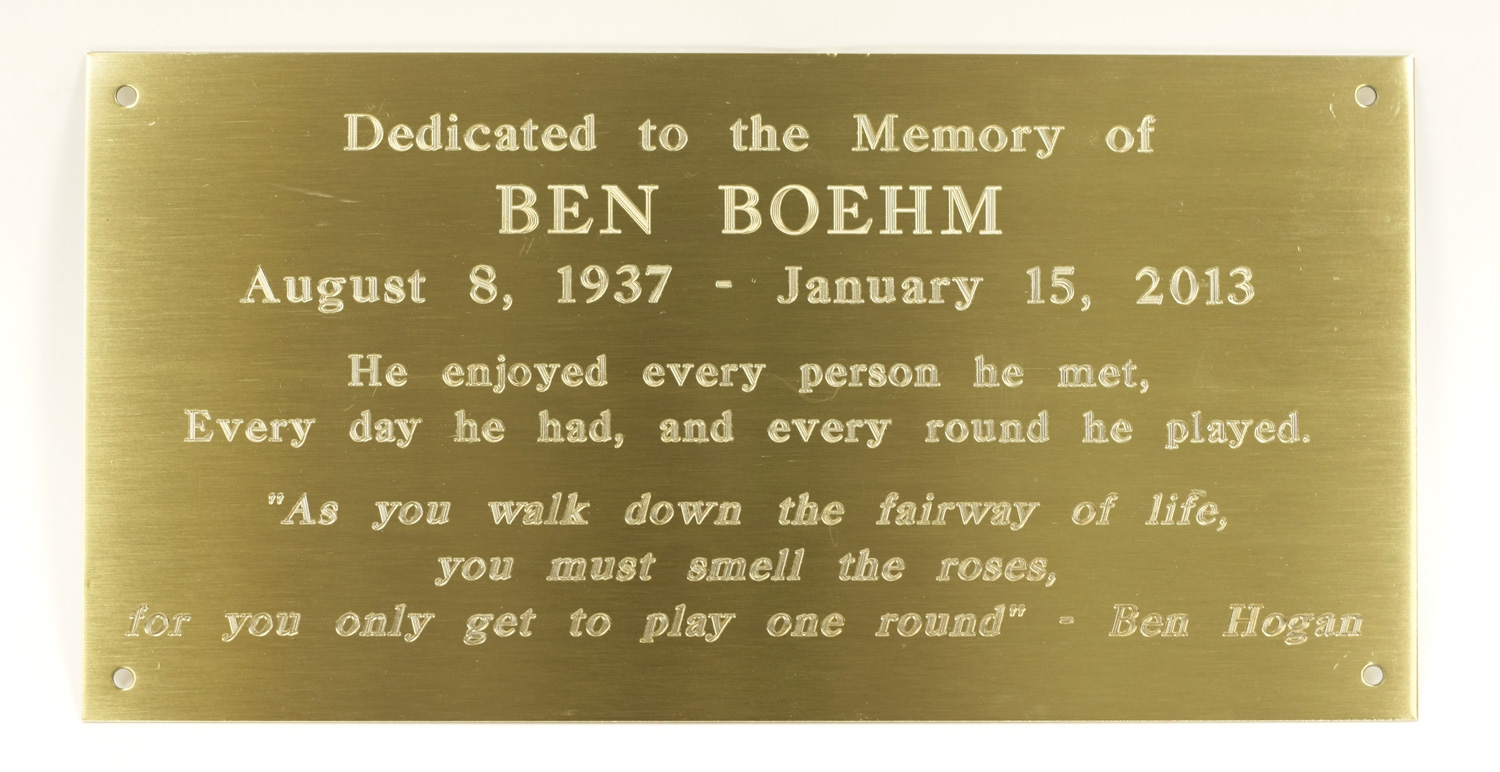 Dedicated to the Memory of
BEN BOEHM
August 8, 1937 - January 15, 2013
He enjoyed every person he met,
Every day he had, and every round he played.
"As you walk down the fairway of life,
you must smell the roses,
for you only get to play one round" - Ben Hogan